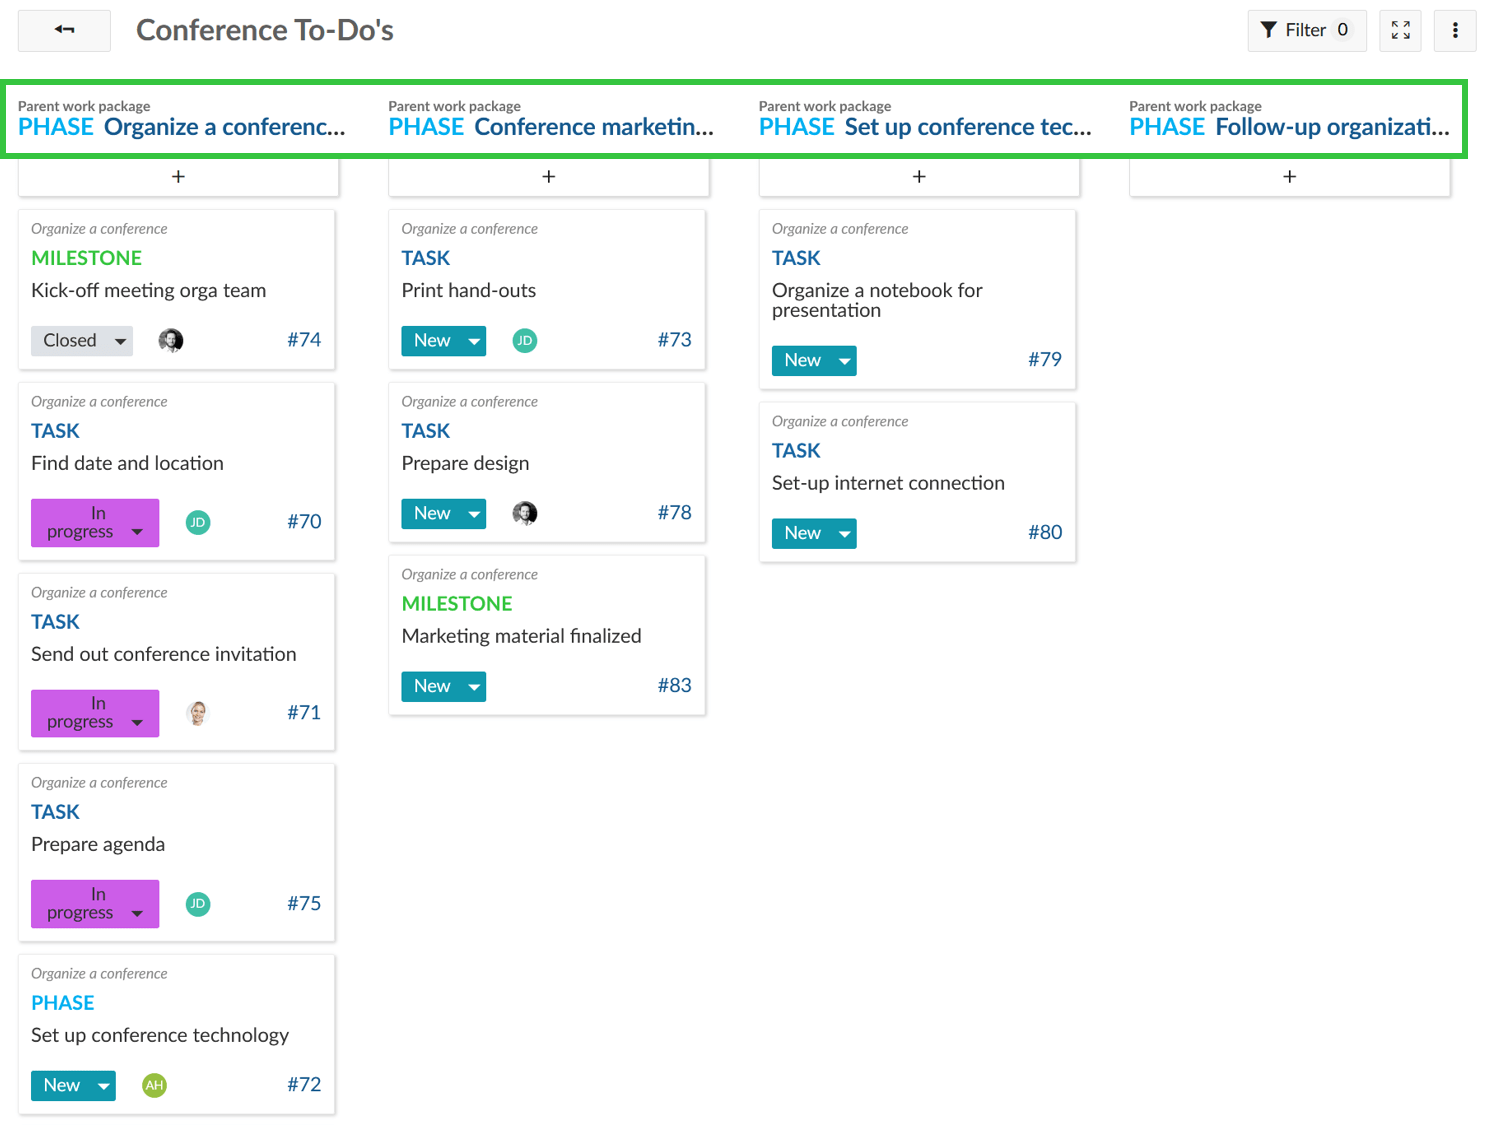 Conference To-Do's
Filter 0
Parent work package
PHASE Organize a conferenc...
Parent work package
PHASE Conference marketin...
Parent work package
PHASE Set up conference tec...
Parent work package
PHASE Follow-up organizati...
+
+
+
+
Organize a conference
MILESTONE
Kick-off meeting orga team
Closed
#74
Organize a conference
TASK
Find date and location
In
progress
JD
#70
Organize a conference
TASK
Send out conference invitation
In
progress
#71
Organize a conference
TASK
Prepare agenda
In
progress
JD
#75
Organize a conference
PHASE
Set up conference technology
New
AH
#72
Organize a conference
TASK
Print hand-outs
New
JD
#73
Organize a conference
TASK
Prepare design
New
#78
Organize a conference
MILESTONE
Marketing material finalized
New
#83
Organize a conference
TASK
Organize a notebook for
presentation
New
#79
Organize a conference
TASK
Set-up internet connection
New
#80